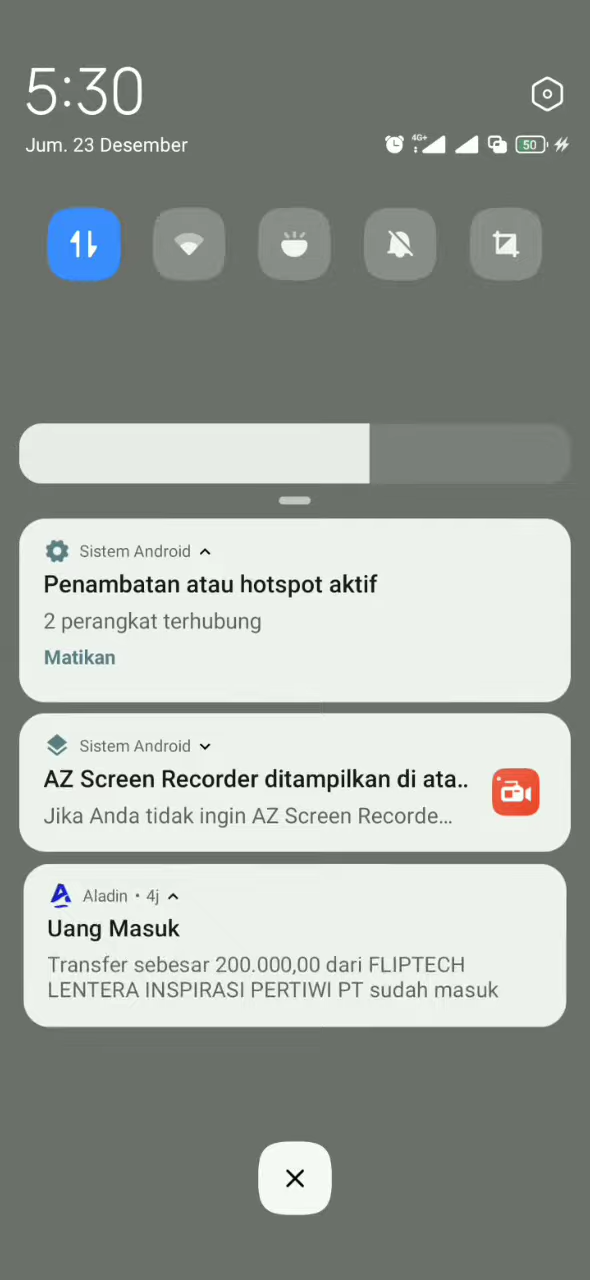 5:30
Jum. 23 Desember
4G+
50
Sistem Android
Penambatan atau hotspot aktif
2 perangkat terhubung
Matikan
Sistem Android
AZ Screen Recorder ditampilkan di ata..
Jika Anda tidak ingin AZ Screen Recorde...
Aladin • 4j
Uang Masuk
Transfer sebesar 200.000,00 dari FLIPTECH
LENTERA INSPIRASI PERTIWI PT sudah masuk